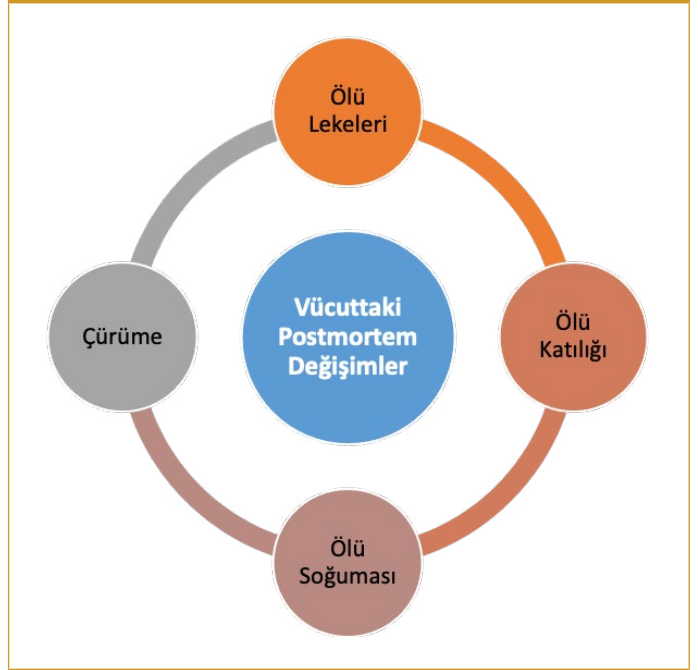 Ölü
Lekeleri
Vücuttaki
Postmortem
Değişimler
Çürüme
Ölü
Katılığı
Ölü
Soğuması